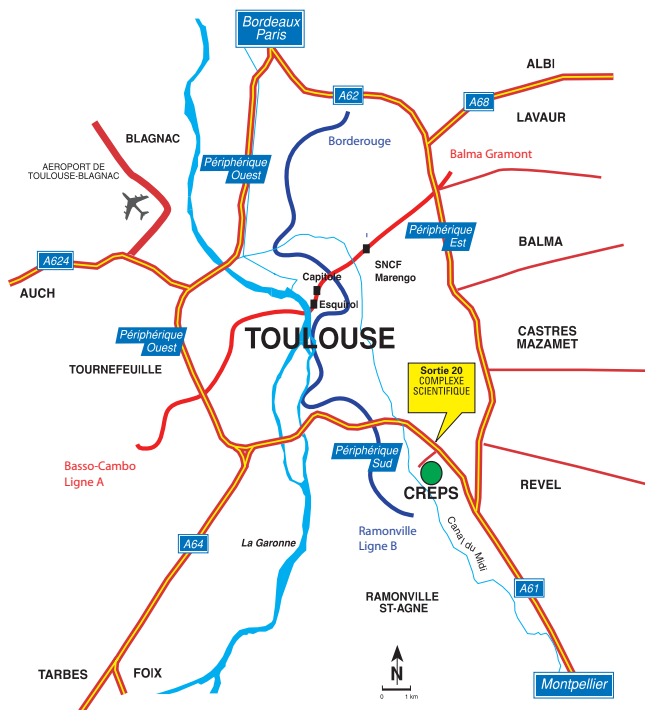 Bordeaux
Paris
ALBI
A62
A68
LAVAUR
BLAGNAC
Borderouge
Balma Gramont
AEROPORT DE
TOULOUSE-BLAGNAC
Périphérique
Ouest
Périphérique
Est
BALMA
A624
SNCF
Marengo
Capitole
AUCH
Esquirol
TOULOUSE
CASTRES
MAZAMET
Périphérique
Ouest
TOURNEFEUILLE
Sortie 20
COMPLEXE
SCIENTIFIQUE
Périphérique
Sud
Basso-Cambo
Ligne A
CREPS
REVEL
Ramonville
Ligne B
Canal du Midi
A64
La Garonne
A61
RAMONVILLE
ST-AGNE
TARBES
FOIX
N
0 1 km
Montpellier